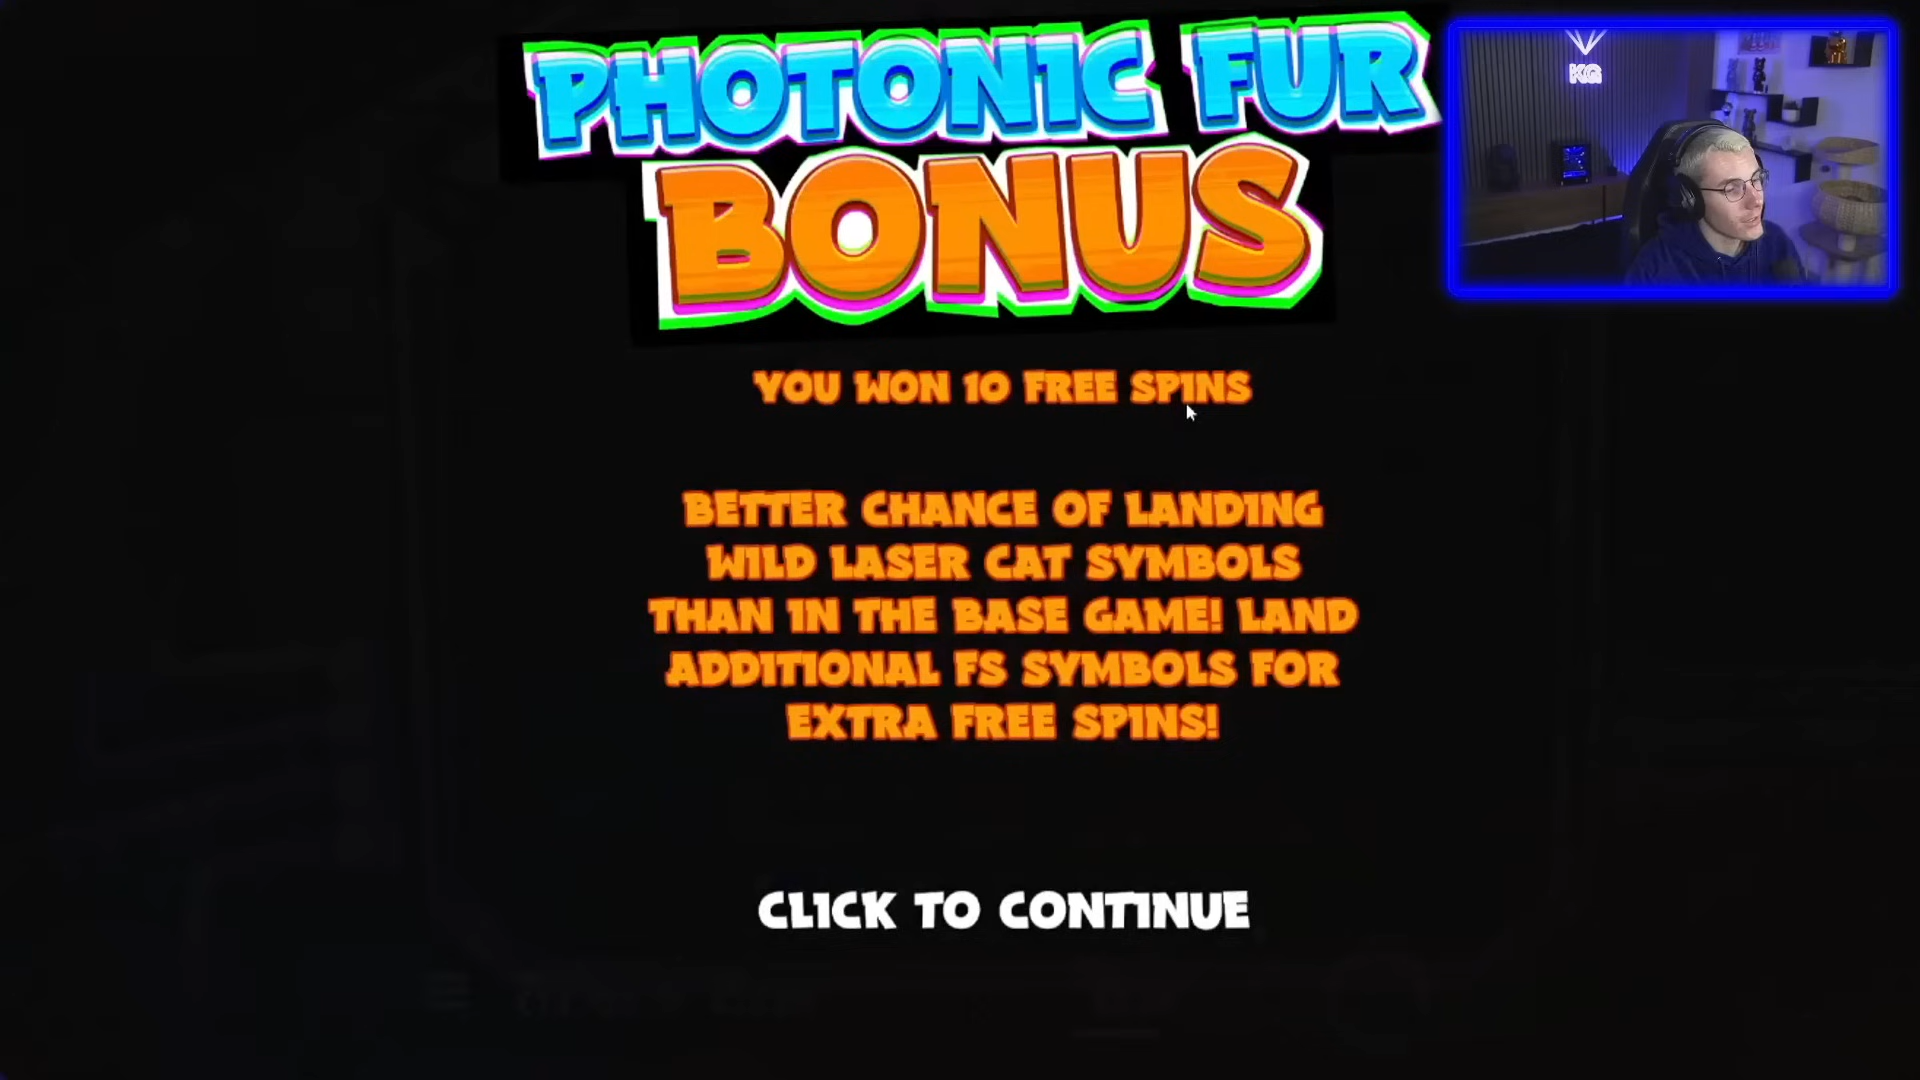 PHOTONIC FUR
BONUS
KG
YOU WON 10 FREE SPINS
BETTER CHANCE OF LANDING
WILD LASER CAT SYMBOLS
THAN IN THE BASE GAME! LAND
ADDITIONAL FS SYMBOLS FOR
EXTRA FREE SPINS!
CLICK TO CONTINUE